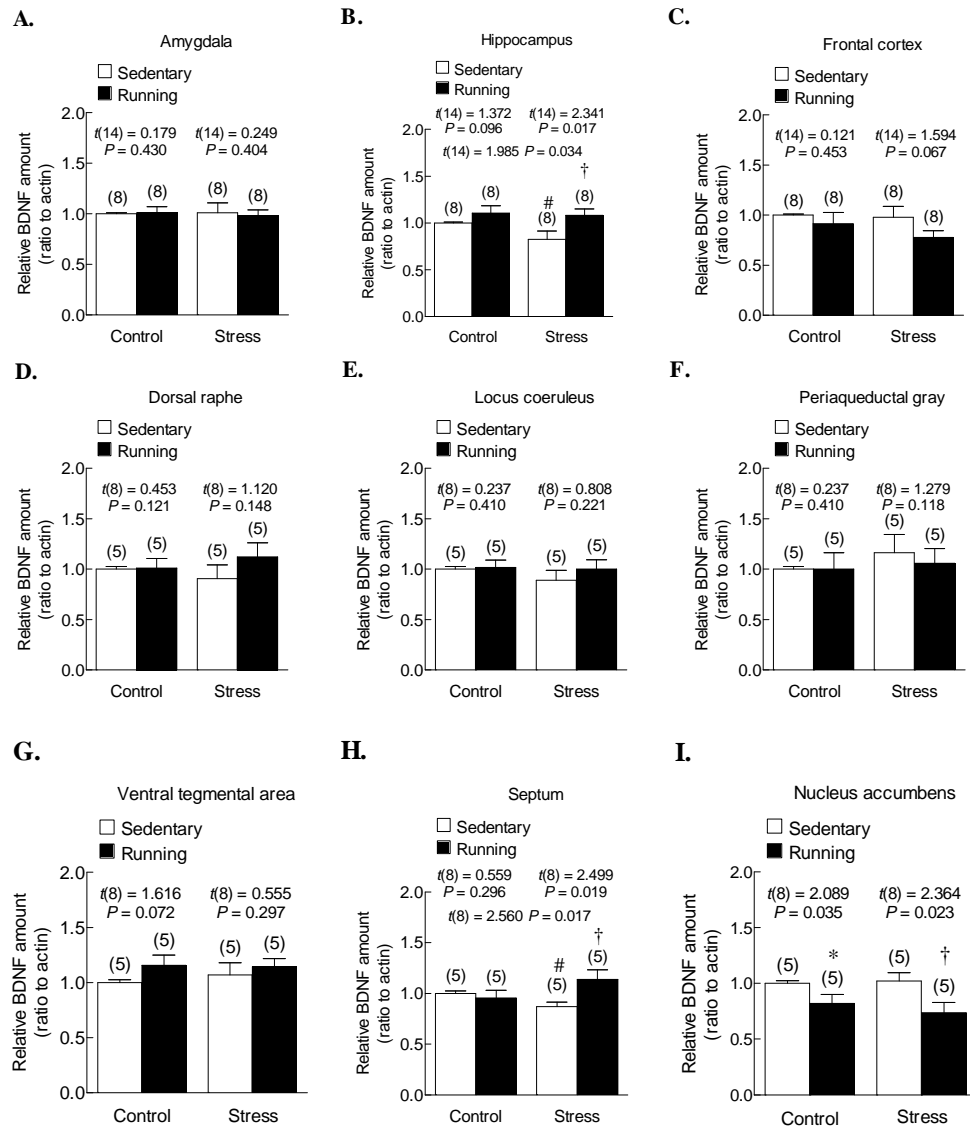 A.
Amygdala
Sedentary
Running
t(14) = 0.179 t(14) = 0.249
P = 0.430 P = 0.404
(8) (8) (8) (8)
Relative BDNF amount
(ratio to actin)
2.0
1.5
1.0
0.5
0.0
Control Stress
B.
Hippocampus
Sedentary
Running
t(14) = 1.372 t(14) = 2.341
P = 0.096 P = 0.017
t(14) = 1.985 P = 0.034
†
#
(8) (8) (8) (8)
Relative BDNF amount
(ratio to actin)
2.0
1.5
1.0
0.5
0.0
Control Stress
C.
Frontal cortex
Sedentary
Running
t(14) = 0.121 t(14) = 1.594
P = 0.453 P = 0.067
(8) (8) (8) (8)
Relative BDNF amount
(ratio to actin)
2.0
1.5
1.0
0.5
0.0
Control Stress
D.
Dorsal raphe
Sedentary
Running
t(8) = 0.453 t(8) = 1.120
P = 0.121 P = 0.148
(5) (5) (5) (5)
Relative BDNF amount
(ratio to actin)
2.0
1.5
1.0
0.5
0.0
Control Stress
E.
Locus coeruleus
Sedentary
Running
t(8) = 0.237 t(8) = 0.808
P = 0.410 P = 0.221
(5) (5) (5) (5)
Relative BDNF amount
(ratio to actin)
2.0
1.5
1.0
0.5
0.0
Control Stress
F.
Periaqueductal gray
Sedentary
Running
t(8) = 0.237 t(8) = 1.279
P = 0.410 P = 0.118
(5) (5) (5) (5)
Relative BDNF amount
(ratio to actin)
2.0
1.5
1.0
0.5
0.0
Control Stress
G.
Ventral tegmental area
Sedentary
Running
t(8) = 1.616 t(8) = 0.555
P = 0.072 P = 0.297
(5) (5) (5) (5)
Relative BDNF amount
(ratio to actin)
2.0
1.5
1.0
0.5
0.0
Control Stress
H.
Septum
Sedentary
Running
t(8) = 0.559 t(8) = 2.499
P = 0.296 P = 0.019
t(8) = 2.560 P = 0.017
†
#
(5) (5) (5) (5)
Relative BDNF amount
(ratio to actin)
2.0
1.5
1.0
0.5
0.0
Control Stress
I.
Nucleus accumbens
Sedentary
Running
t(8) = 2.089 t(8) = 2.364
P = 0.035 P = 0.023
* †
(5) (5) (5) (5)
Relative BDNF amount
(ratio to actin)
2.0
1.5
1.0
0.5
0.0
Control Stress